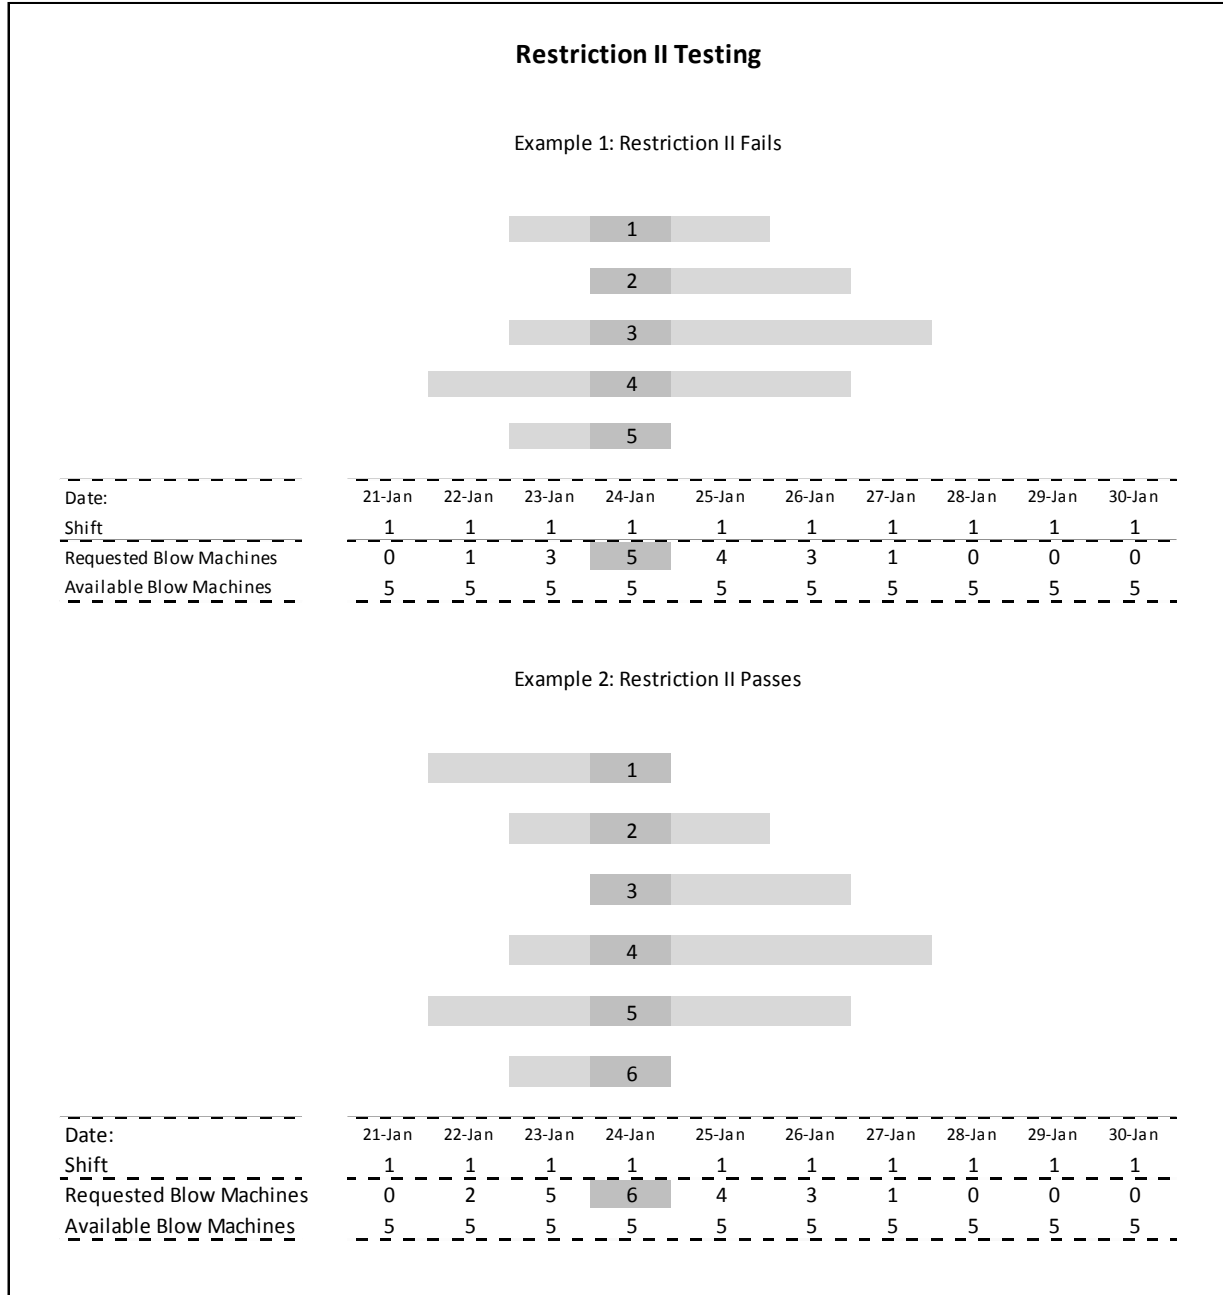 Restriction II Testing
Example 1: Restriction II Fails
1
2
3
4
5
Date: 21-Jan 22-Jan 23-Jan 24-Jan 25-Jan 26-Jan 27-Jan 28-Jan 29-Jan 30-Jan
Shift 1 1 1 1 1 1 1 1 1 1
Requested Blow Machines 0 1 3 5 4 3 1 0 0 0
Available Blow Machines 5 5 5 5 5 5 5 5 5 5
Example 2: Restriction II Passes
1
2
3
4
5
6
Date: 21-Jan 22-Jan 23-Jan 24-Jan 25-Jan 26-Jan 27-Jan 28-Jan 29-Jan 30-Jan
Shift 1 1 1 1 1 1 1 1 1 1
Requested Blow Machines 0 2 5 6 4 3 1 0 0 0
Available Blow Machines 5 5 5 5 5 5 5 5 5 5